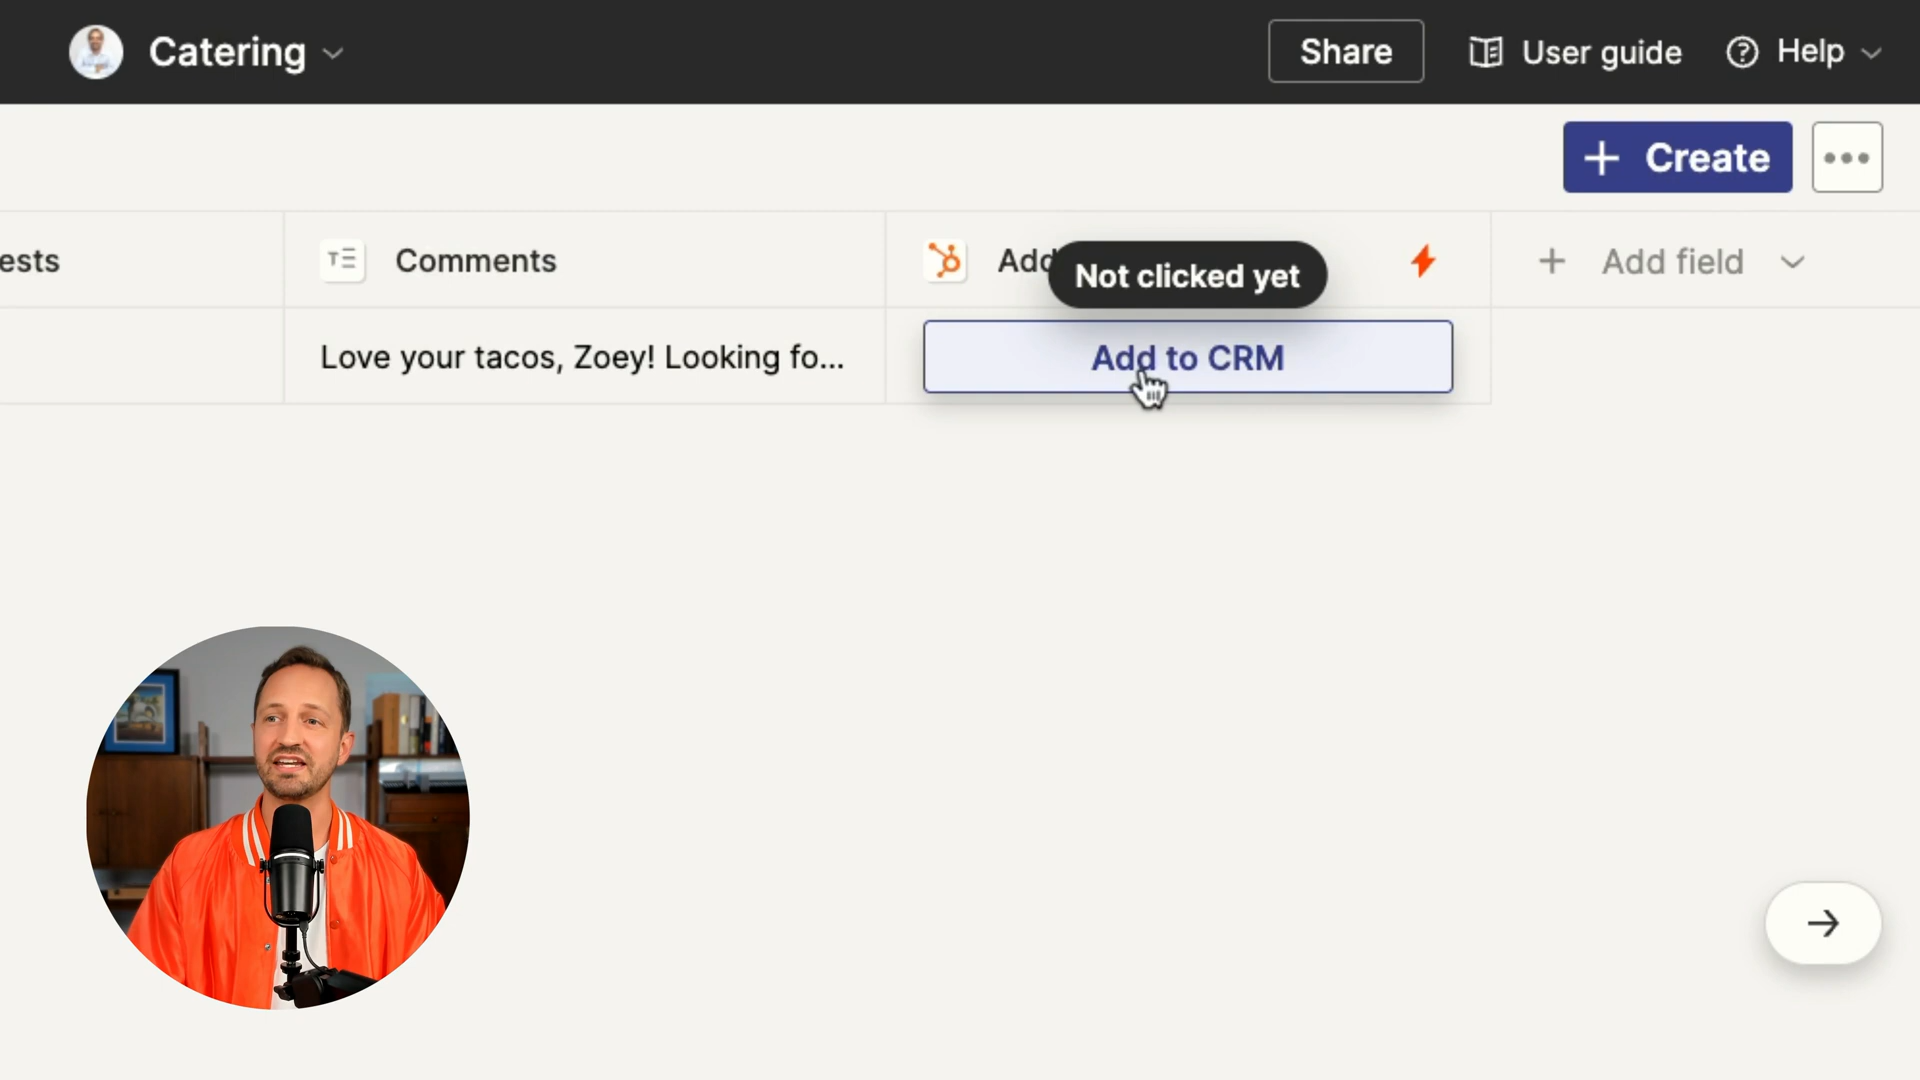 Catering
Share
User guide
Help
Create
ests
Comments
Add
Not clicked yet
Add field
Love your tacos, Zoey! Looking fo...
Add to CRM